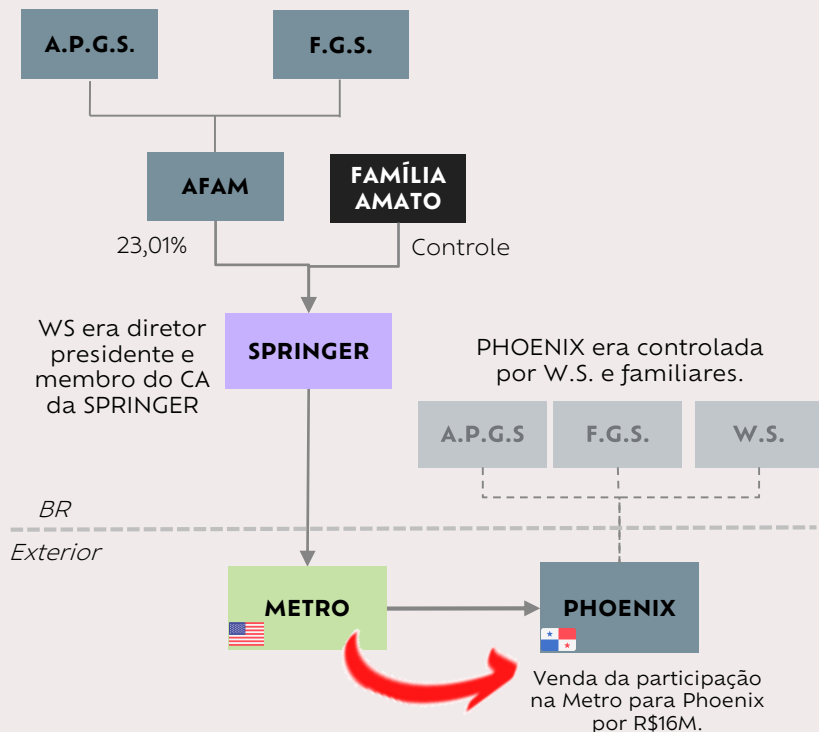 A.P.G.S.
F.G.S.
AFAM
FAMÍLIA
AMATO
23,01%
Controle
WS era diretor
presidente e
membro do CA
da SPRINGER
SPRINGER
PHOENIX era controlada
por W.S. e familiares.
A.P.G.S
F.G.S.
W.S.
BR
Exterior
METRO
PHOENIX
Venda da participação
na Metro para Phoenix
por R$16M.